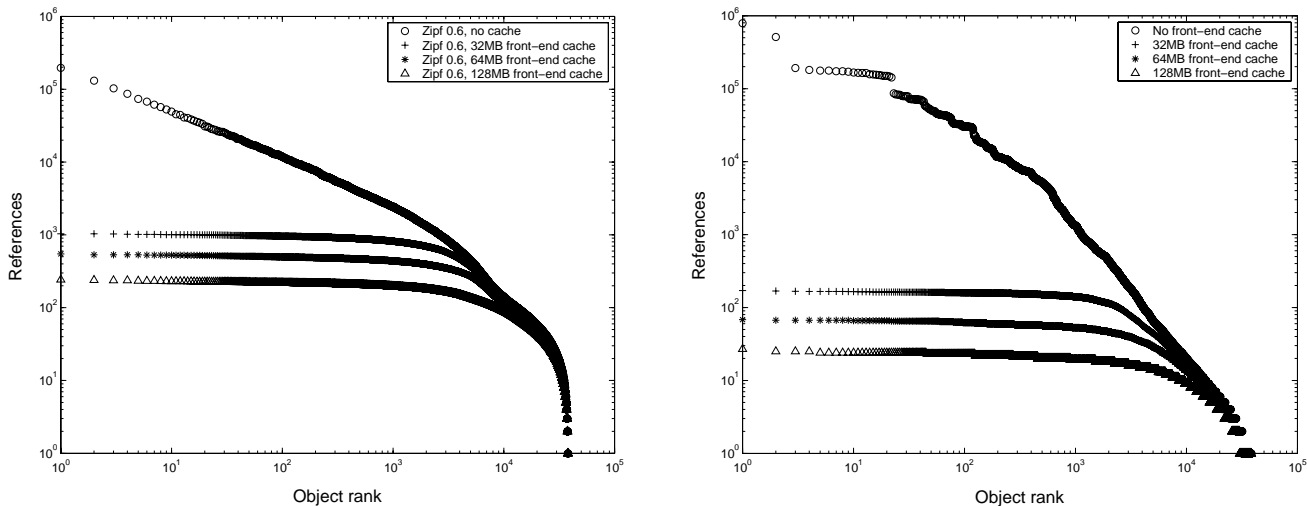 10^6
10^5
10^4
10^3
10^2
10^1
10^0
References
10^0
10^1
10^2
10^3
10^4
10^5
Object rank
Zipf 0.6, no cache
Zipf 0.6, 32MB front-end cache
Zipf 0.6, 64MB front-end cache
Zipf 0.6, 128MB front-end cache
10^6
10^5
10^4
10^3
10^2
10^1
10^0
References
10^0
10^1
10^2
10^3
10^4
10^5
Object rank
No front-end cache
32MB front-end cache
64MB front-end cache
128MB front-end cache